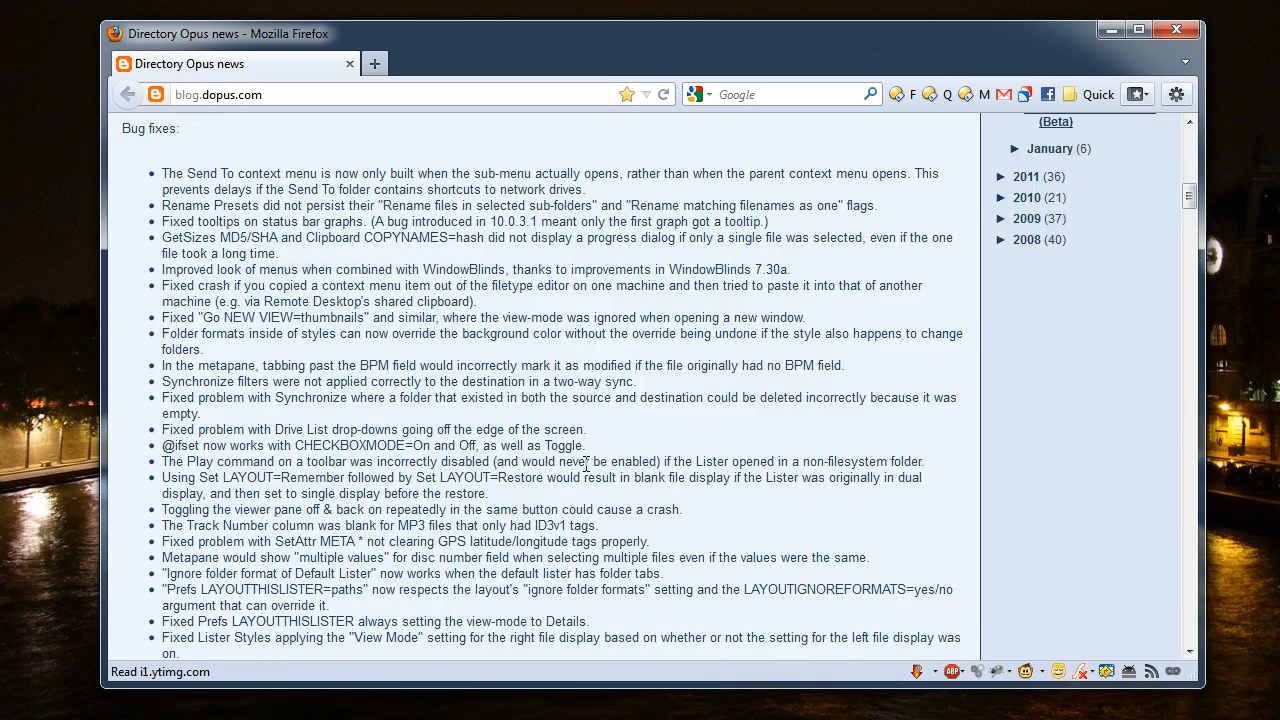 Directory Opus news - Mozilla Firefox
Directory Opus news
blog.dopus.com
Google
F
Q
M
Quick
Bug fixes:
• The Send To context menu is now only built when the sub-menu actually opens, rather than when the parent context menu opens. This
prevents delays if the Send To folder contains shortcuts to network drives.
• Rename Presets did not persist their "Rename files in selected sub-folders" and "Rename matching filenames as one" flags.
• Fixed tooltips on status bar graphs. (A bug introduced in 10.0.3.1 meant only the first graph got a tooltip.)
• GetSizes MD5/SHA and Clipboard COPYNAMES=hash did not display a progress dialog if only a single file was selected, even if the one
file took a long time.
• Improved look of menus when combined with WindowBlinds, thanks to improvements in WindowBlinds 7.30a.
• Fixed crash if you copied a context menu item out of the filetype editor on one machine and then tried to paste it into that of another
machine (e.g. via Remote Desktop's shared clipboard).
• Fixed "Go NEW VIEW=thumbnails" and similar, where the view-mode was ignored when opening a new window.
• Folder formats inside of styles can now override the background color without the override being undone if the style also happens to change
folders.
• In the metapane, tabbing past the BPM field would incorrectly mark it as modified if the file originally had no BPM field.
• Synchronize filters were not applied correctly to the destination in a two-way sync.
• Fixed problem with Synchronize where a folder that existed in both the source and destination could be deleted incorrectly because it was
empty.
• Fixed problem with Drive List drop-downs going off the edge of the screen.
• @ifset now works with CHECKBOXMODE=On and Off, as well as Toggle.
• The Play command on a toolbar was incorrectly disabled (and would never be enabled) if the Lister opened in a non-filesystem folder.
• Using Set LAYOUT=Remember followed by Set LAYOUT=Restore would result in blank file display if the Lister was originally in dual
display, and then set to single display before the restore.
• Toggling the viewer pane off & back on repeatedly in the same button could cause a crash.
• The Track Number column was blank for MP3 files that only had ID3v1 tags.
• Fixed problem with SetAttr META * not clearing GPS latitude/longitude tags properly.
• Metapane would show "multiple values" for disc number field when selecting multiple files even if the values were the same.
• "Ignore folder format of Default Lister" now works when the default lister has folder tabs.
• "Prefs LAYOUTTHISLISTER=paths" now respects the layout's "ignore folder formats" setting and the LAYOUTIGNOREFORMATS=yes/no
argument that can override it.
• Fixed Prefs LAYOUTTHISLISTER always setting the view-mode to Details.
• Fixed Lister Styles applying the "View Mode" setting for the right file display based on whether or not the setting for the left file display was
on.
(Beta)
► January (6)
► 2011 (36)
► 2010 (21)
► 2009 (37)
► 2008 (40)
Read i1.ytimg.com
ABP